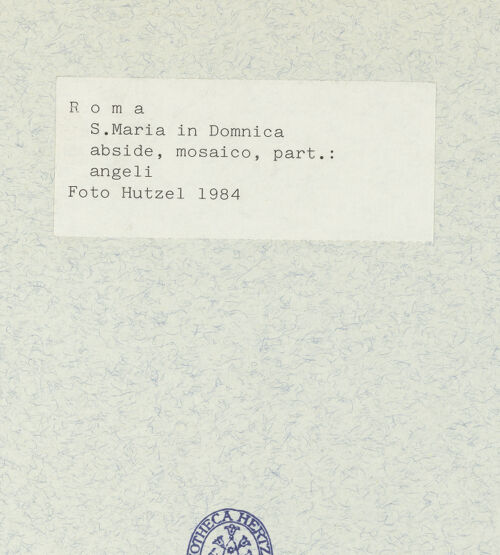 R o m a
S.Maria in Domnica
abside, mosaico, part.:
angeli
Foto Hutzel 1984